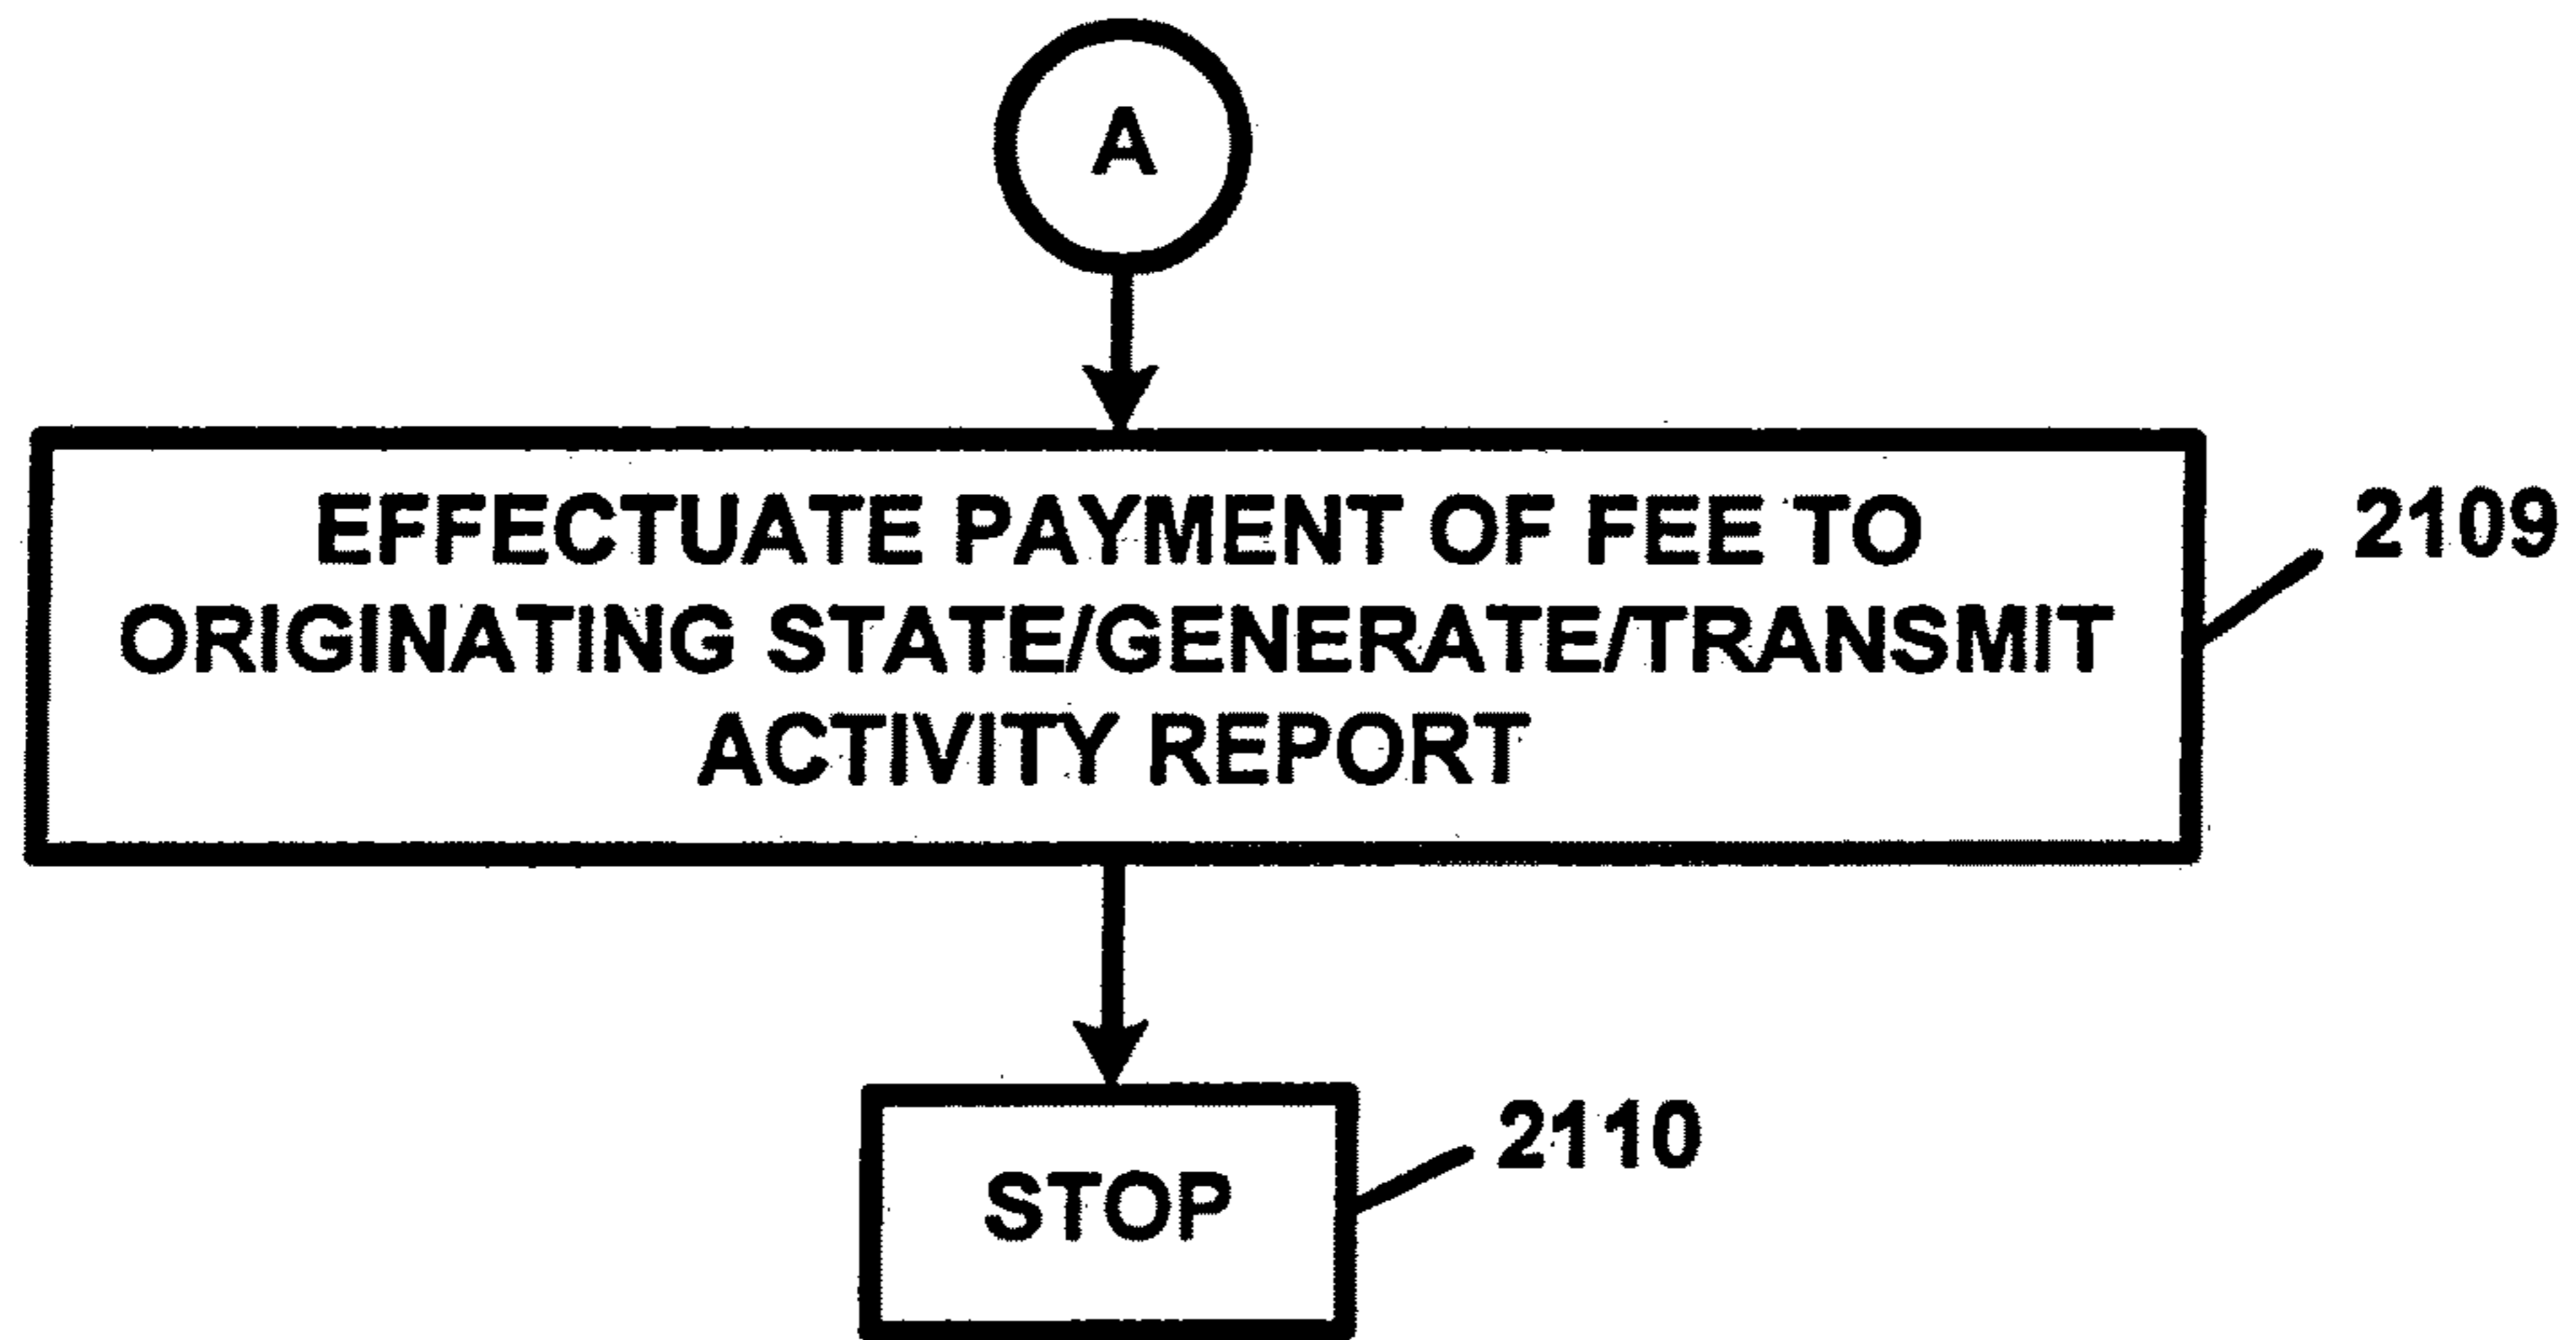 A
EFFECTUATE PAYMENT OF FEE TO
ORIGINATING STATE/GENERATE/TRANSMIT
ACTIVITY REPORT
2109
STOP
2110